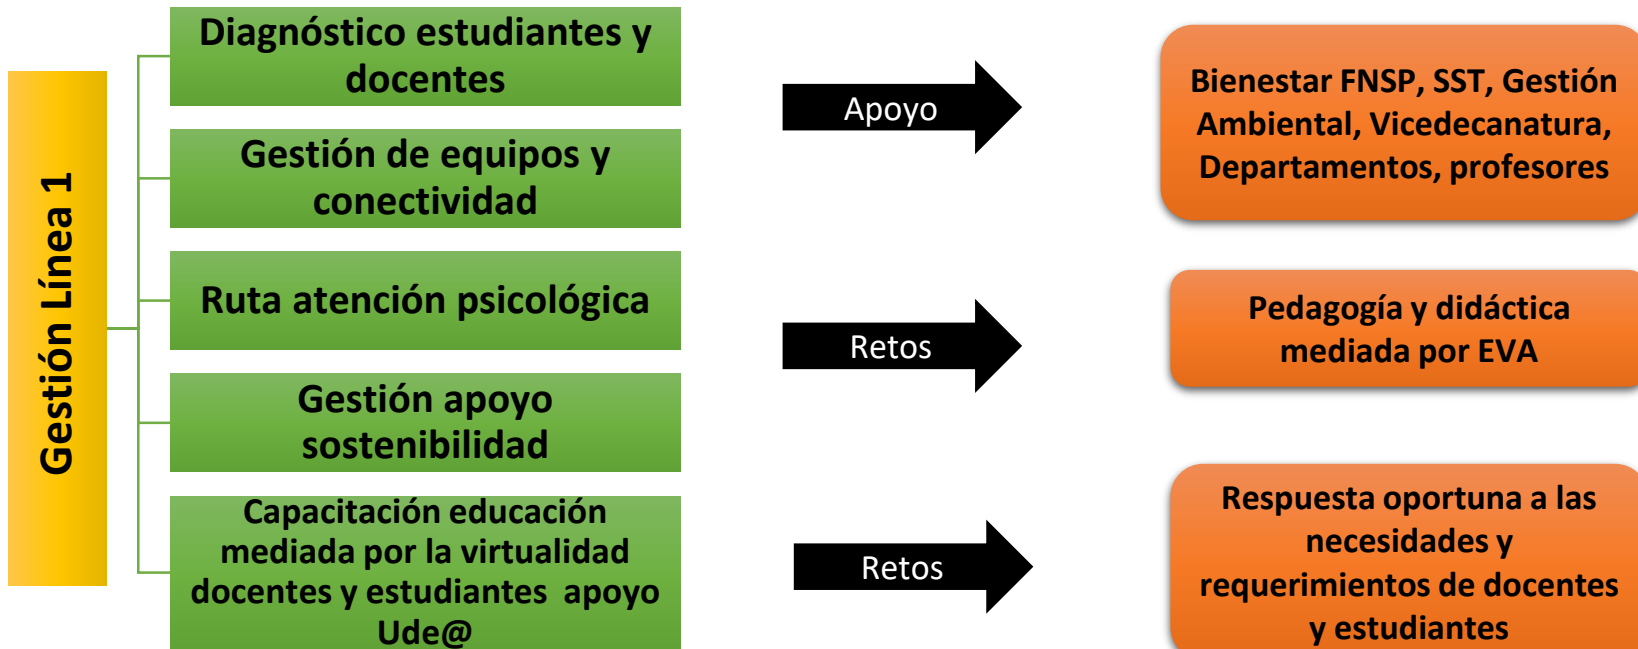 Gestión Línea 1
Diagnóstico estudiantes y
docentes
Gestión de equipos y
conectividad
Ruta atención psicológica
Gestión apoyo
sostenibilidad
Capacitación educación
mediada por la virtualidad
docentes y estudiantes apoyo
Ude@
Apoyo
Bienestar FNSP, SST, Gestión
Ambiental, Vicedecanatura,
Departamentos, profesores
Retos
Pedagogía y didáctica
mediada por EVA
Retos
Respuesta oportuna a las
necesidades y
requerimientos de docentes
y estudiantes